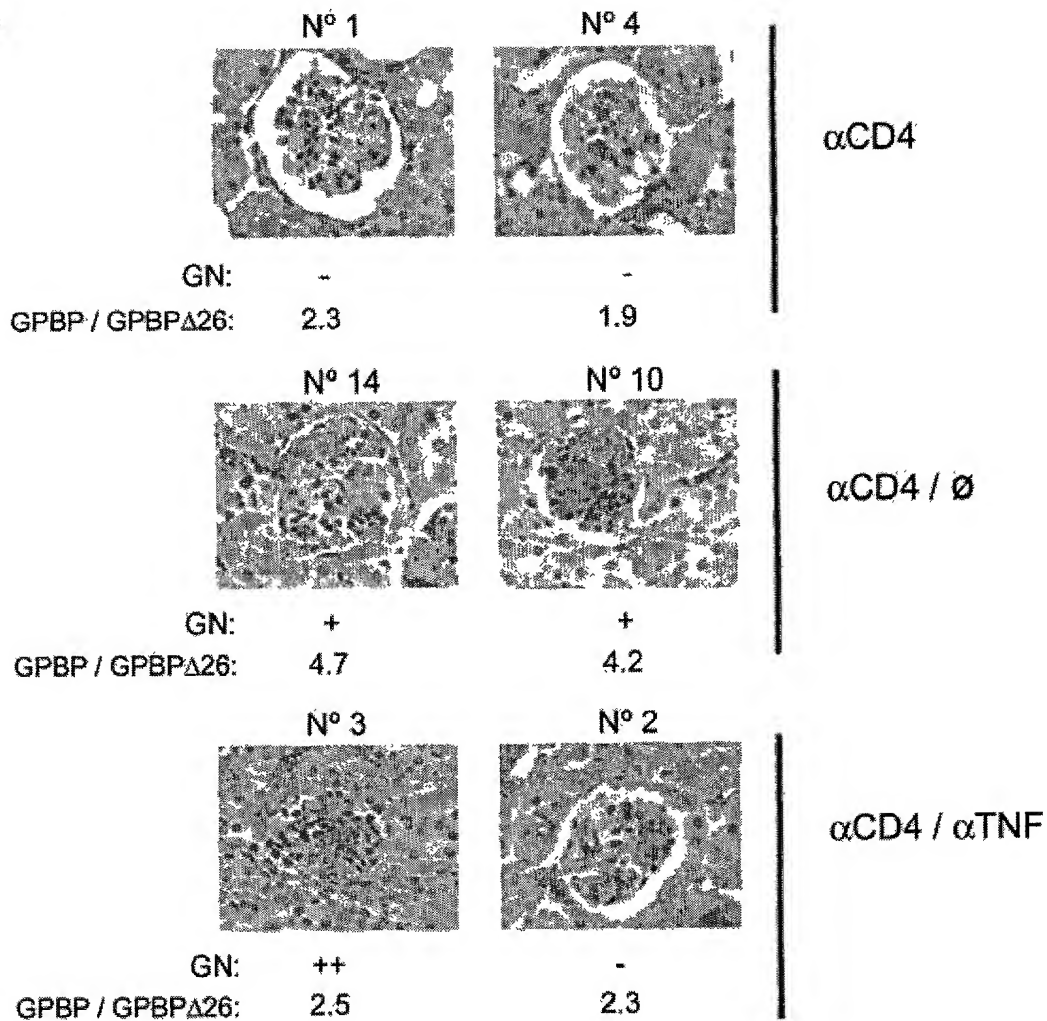 Nº 1 Nº 4
αCD4
GN: - -
GPBP / GPBPΔ26: 2.3 1.9
Nº 14 Nº 10
αCD4 / ø
GN: + +
GPBP / GPBPΔ26: 4.7 4.2
Nº 3 Nº 2
αCD4 / αTNF
GN: ++ -
GPBP / GPBPΔ26: 2.5 2.3